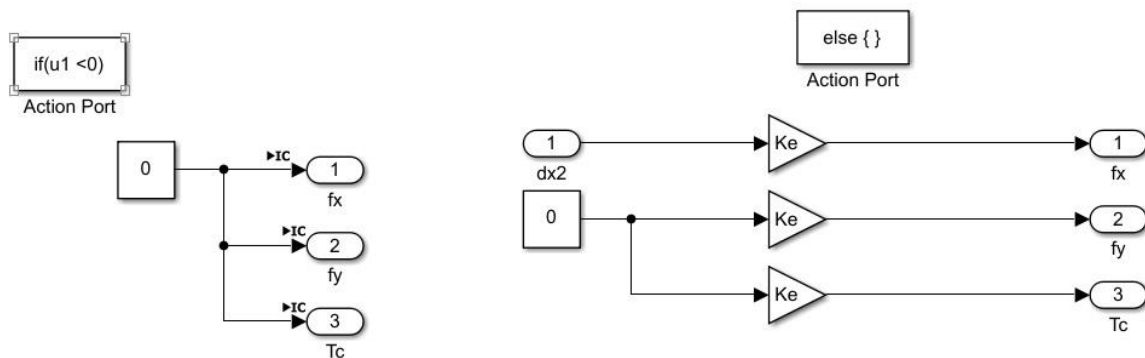 if(u1 <0)
Action Port
0
IC
1
fx
IC
2
fy
IC
3
Tc
else { }
Action Port
1
dx2
Ke
1
fx
0
Ke
2
fy
Ke
3
Tc